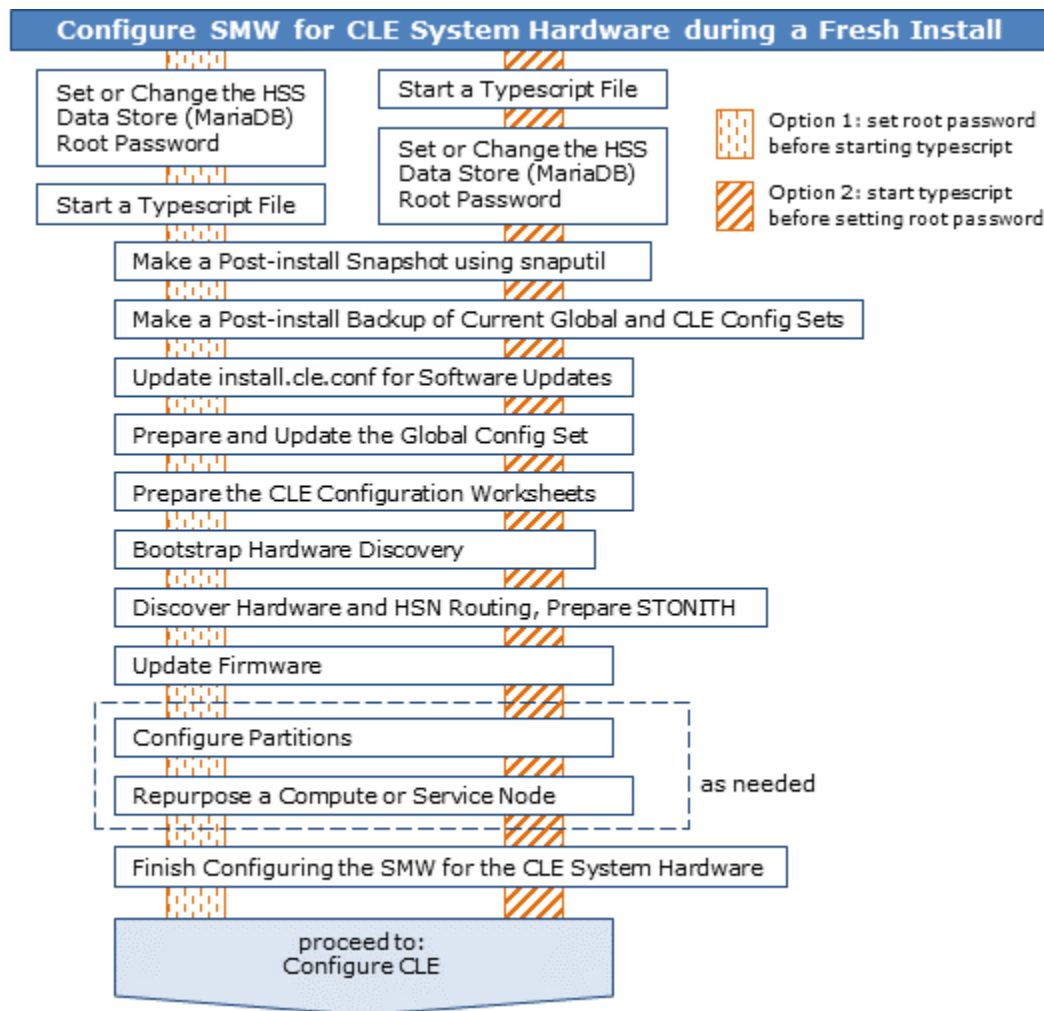 Configure SMW for CLE System Hardware during a Fresh Install
Set or Change the HSS
Data Store (MariaDB)
Root Password
Start a Typescript File
Start a Typescript File
Set or Change the HSS
Data Store (MariaDB)
Root Password
Option 1: set root password
before starting typescript
Option 2: start typescript
before setting root password
Make a Post-install Snapshot using snaputil
Make a Post-install Backup of Current Global and CLE Config Sets
Update install.cle.conf for Software Updates
Prepare and Update the Global Config Set
Prepare the CLE Configuration Worksheets
Bootstrap Hardware Discovery
Discover Hardware and HSN Routing, Prepare STONITH
Update Firmware
Configure Partitions
Repurpose a Compute or Service Node
as needed
Finish Configuring the SMW for the CLE System Hardware
proceed to:
Configure CLE